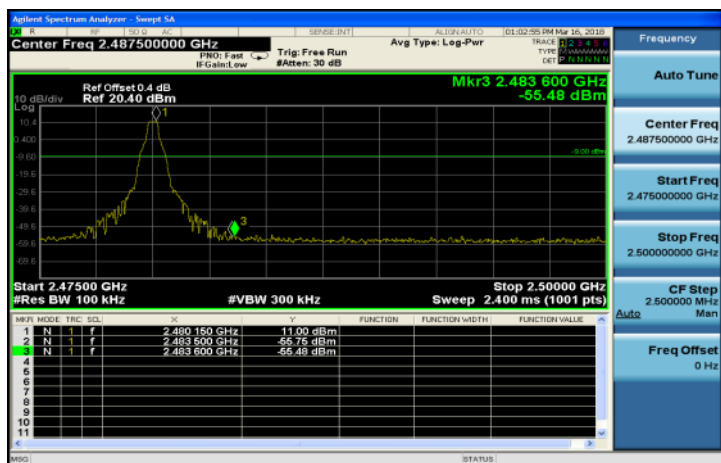 Agilent Spectrum Analyzer - Swept SA
LXI R RF 50 Ω AC SENSE:INT ALIGN AUTO 01:02:55 PM Mar 16, 2018
Center Freq 2.487500000 GHz
PNO: Fast
IFGain:Low
Trig: Free Run
#Atten: 30 dB
Avg Type: Log-Pwr
TRACE 1 2 3 4 5 6
TYPE MWWWWW
DET P N N N N N
Ref Offset 0.4 dB
10 dB/div Ref 20.40 dBm
Log
Mkr3 2.483 600 GHz
-55.48 dBm
1
10.4
0.400
-9.60
-9.00 dBm
-19.6
-29.6
-39.6
-49.6
3
-59.6
-69.6
Start 2.47500 GHz Stop 2.50000 GHz
#Res BW 100 kHz #VBW 300 kHz Sweep 2.400 ms (1001 pts)
MKR MODE TRC SCL X Y FUNCTION FUNCTION WIDTH FUNCTION VALUE
1 N 1 f 2.480 150 GHz 11.00 dBm
2 N 1 f 2.483 500 GHz -55.75 dBm
3 N 1 f 2.483 600 GHz -55.48 dBm
4
5
6
7
8
9
10
11
MSG STATUS
Frequency
Auto Tune
Center Freq
2.487500000 GHz
Start Freq
2.475000000 GHz
Stop Freq
2.500000000 GHz
CF Step
2.500000 MHz
Auto Man
Freq Offset
0 Hz